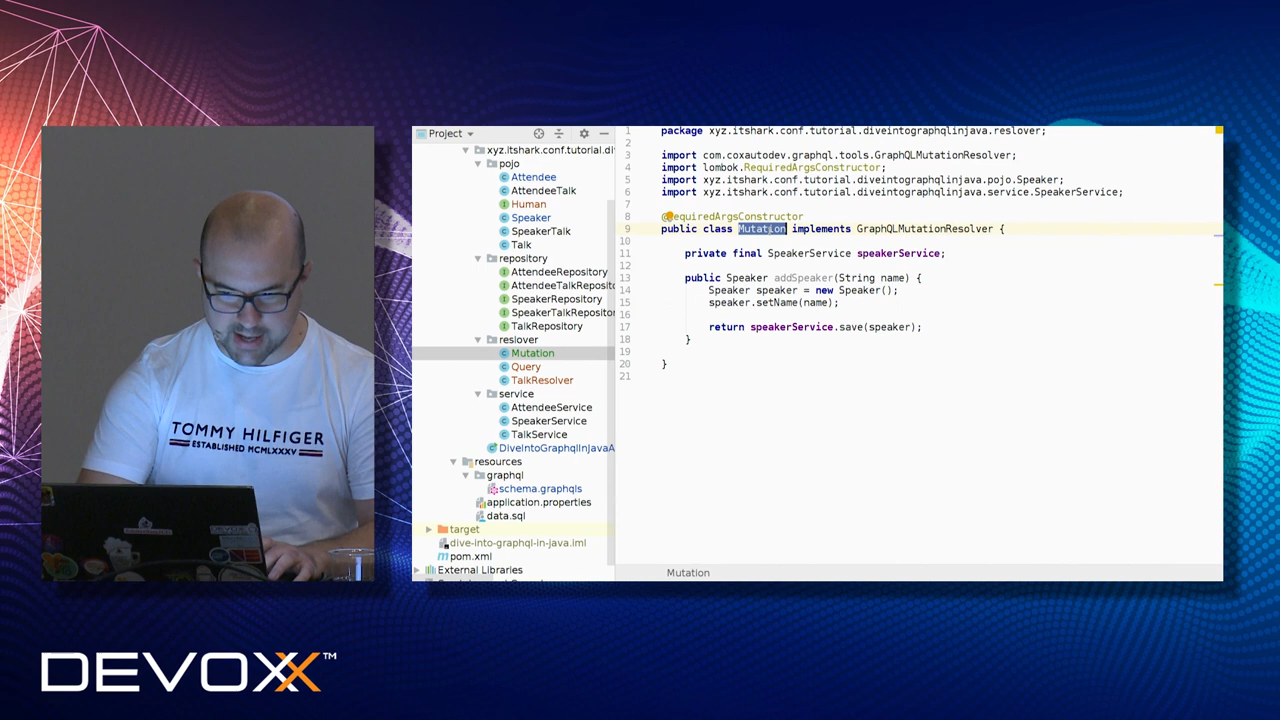 TOMMY HILFIGER
ESTABLISHED MCMLXXXV
DEVOXX
DEVOXX™
Project
xyz.itshark.conf.tutorial.di
pojo
Attendee
AttendeeTalk
Human
Speaker
SpeakerTalk
Talk
repository
AttendeeRepository
AttendeeTalkReposito
SpeakerRepository
SpeakerTalkRepositor
TalkRepository
reslover
Mutation
Query
TalkResolver
service
AttendeeService
SpeakerService
TalkService
DiveIntoGraphqlInJavaA
resources
graphql
schema.graphqls
application.properties
data.sql
target
dive-into-graphql-in-java.iml
pom.xml
External Libraries
1 package xyz.itshark.conf.tutorial.diveintographqlinjava.reslover;
2
3 import com.coxautodev.graphql.tools.GraphQLMutationResolver;
4 import lombok.RequiredArgsConstructor;
5 import xyz.itshark.conf.tutorial.diveintographqlinjava.pojo.Speaker;
6 import xyz.itshark.conf.tutorial.diveintographqlinjava.service.SpeakerService;
7
8 @RequiredArgsConstructor
9 public class Mutation implements GraphQLMutationResolver {
10
11 private final SpeakerService speakerService;
12
13 public Speaker addSpeaker(String name) {
14 Speaker speaker = new Speaker();
15 speaker.setName(name);
16
17 return speakerService.save(speaker);
18 }
19
20 }
21
Mutation